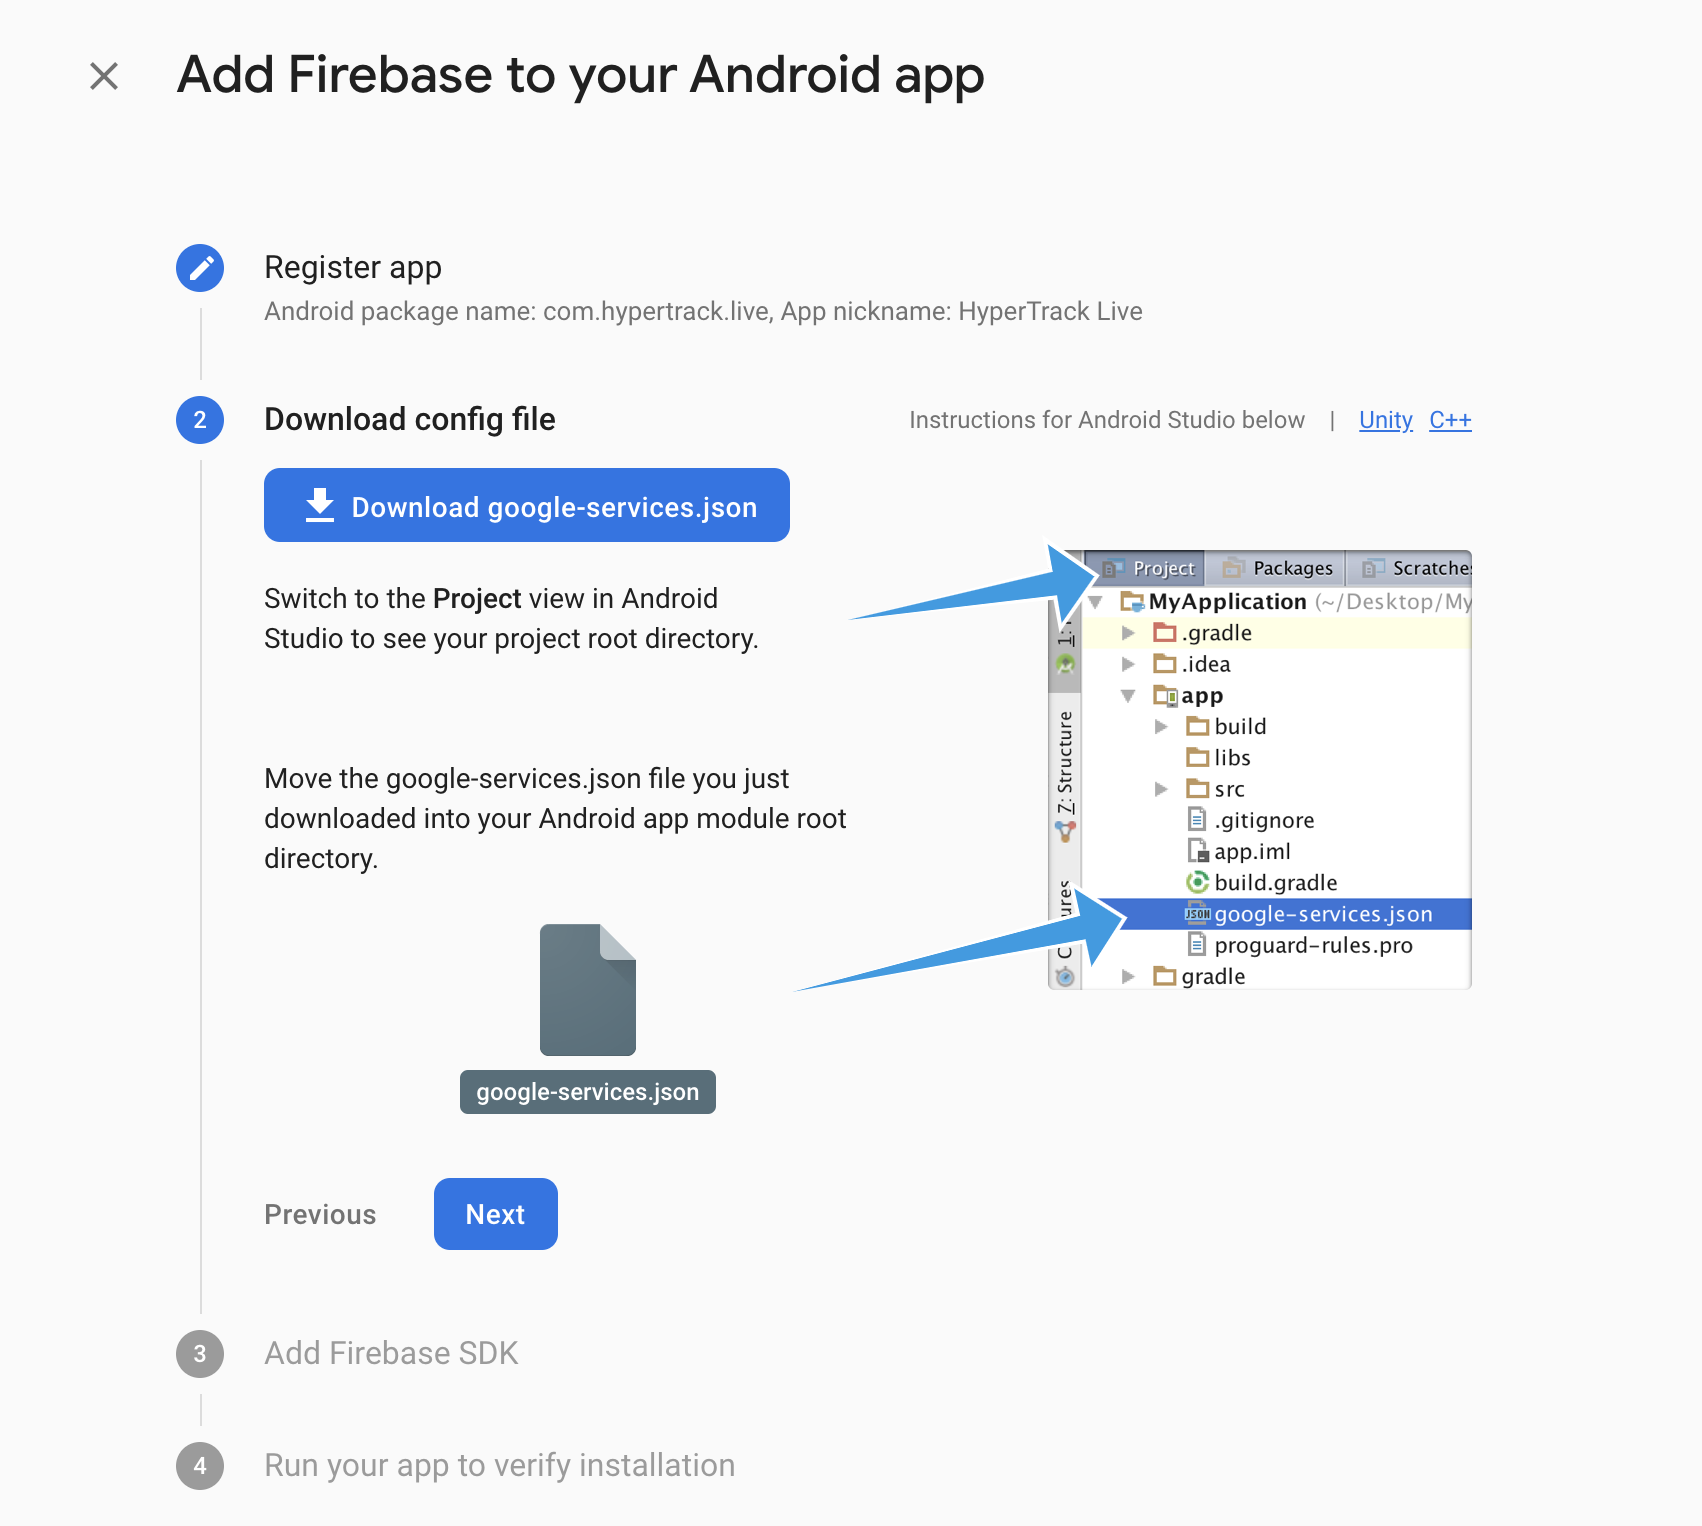 Add Firebase to your Android app
Register app
Android package name: com.hypertrack.live, App nickname: HyperTrack Live
2
Download config file
Instructions for Android Studio below | Unity C++
Download google-services.json
Switch to the Project view in Android
Studio to see your project root directory.
Move the google-services.json file you just
downloaded into your Android app module root
directory.
google-services.json
Project
Packages
Scratches
MyApplication (~/Desktop/My
.gradle
.idea
app
build
libs
src
.gitignore
app.iml
build.gradle
JSON google-services.json
proguard-rules.pro
gradle
1:
Z: Structure
C
ures
Previous
Next
3
Add Firebase SDK
4
Run your app to verify installation